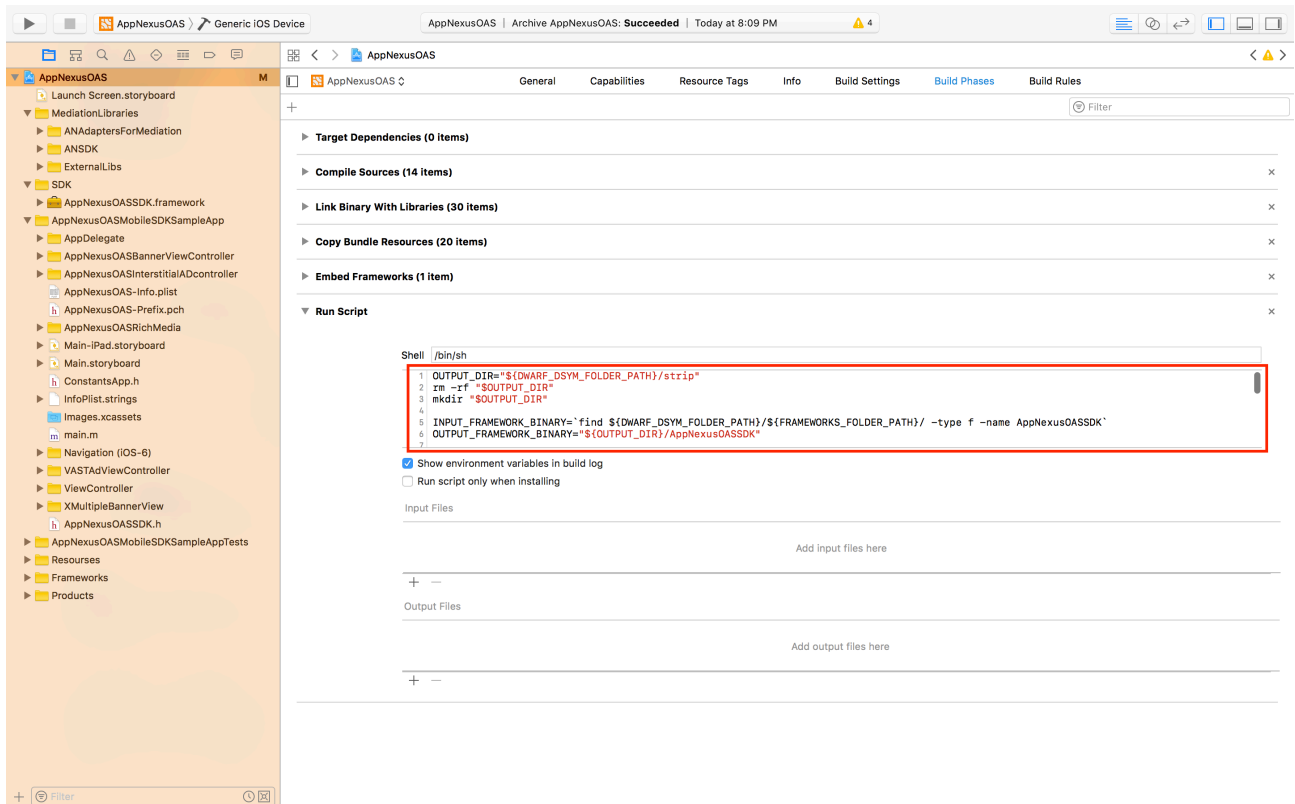 AppNexusOAS Generic iOS Device
AppNexusOAS | Archive AppNexusOAS: Succeeded | Today at 8:09 PM
4
AppNexusOAS M
Launch Screen.storyboard
MediationLibraries
ANAdaptersForMediation
ANSDK
ExternalLibs
SDK
AppNexusOASSDK.framework
AppNexusOASMobileSDKSampleApp
AppDelegate
AppNexusOASBannerViewController
AppNexusOASInterstitialADcontroller
AppNexusOAS-Info.plist
AppNexusOAS-Prefix.pch
AppNexusOASRichMedia
Main-iPad.storyboard
Main.storyboard
ConstantsApp.h
InfoPlist.strings
Images.xcassets
main.m
Navigation (iOS-6)
VASTAdViewController
ViewController
XMultipleBannerView
AppNexusOASSDK.h
AppNexusOASMobileSDKSampleAppTests
Resourses
Frameworks
Products
Filter
AppNexusOAS
AppNexusOAS General Capabilities Resource Tags Info Build Settings Build Phases Build Rules
Filter
Target Dependencies (0 items)
Compile Sources (14 items)
Link Binary With Libraries (30 items)
Copy Bundle Resources (20 items)
Embed Frameworks (1 item)
Run Script
Shell /bin/sh
1 OUTPUT_DIR="${DWARF_DSYM_FOLDER_PATH}/strip"
2 rm -rf "$OUTPUT_DIR"
3 mkdir "$OUTPUT_DIR"
4
5 INPUT_FRAMEWORK_BINARY=`find ${DWARF_DSYM_FOLDER_PATH}/${FRAMEWORKS_FOLDER_PATH}/ -type f -name AppNexusOASSDK`
6 OUTPUT_FRAMEWORK_BINARY="${OUTPUT_DIR}/AppNexusOASSDK"
7
Show environment variables in build log
Run script only when installing
Input Files
Add input files here
Output Files
Add output files here